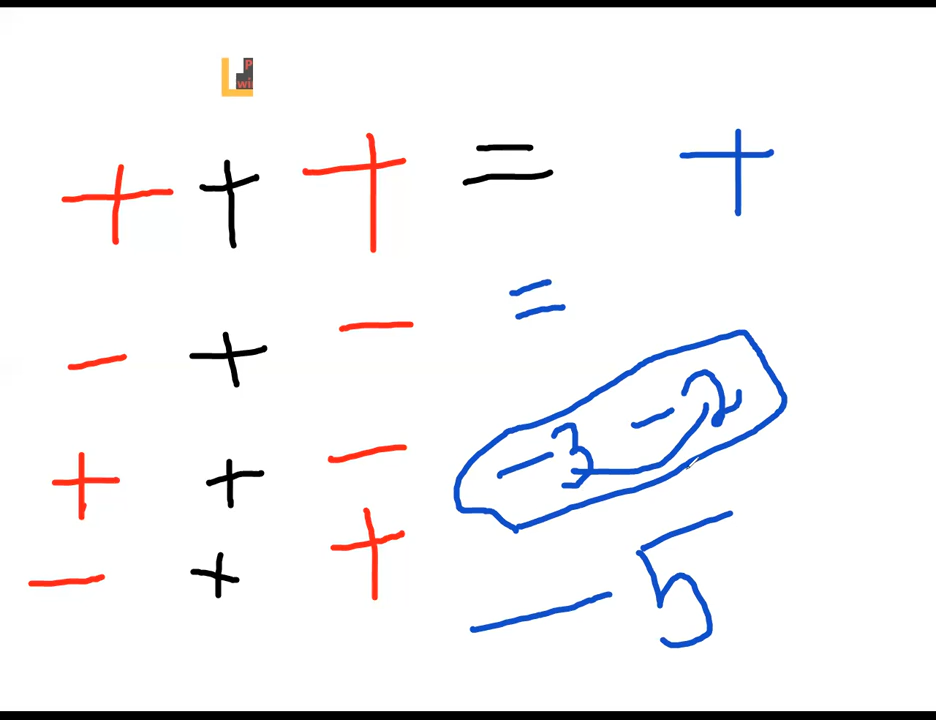 + + + = +
- + - =
- 3 - 2
+ + -
- + +
- 5